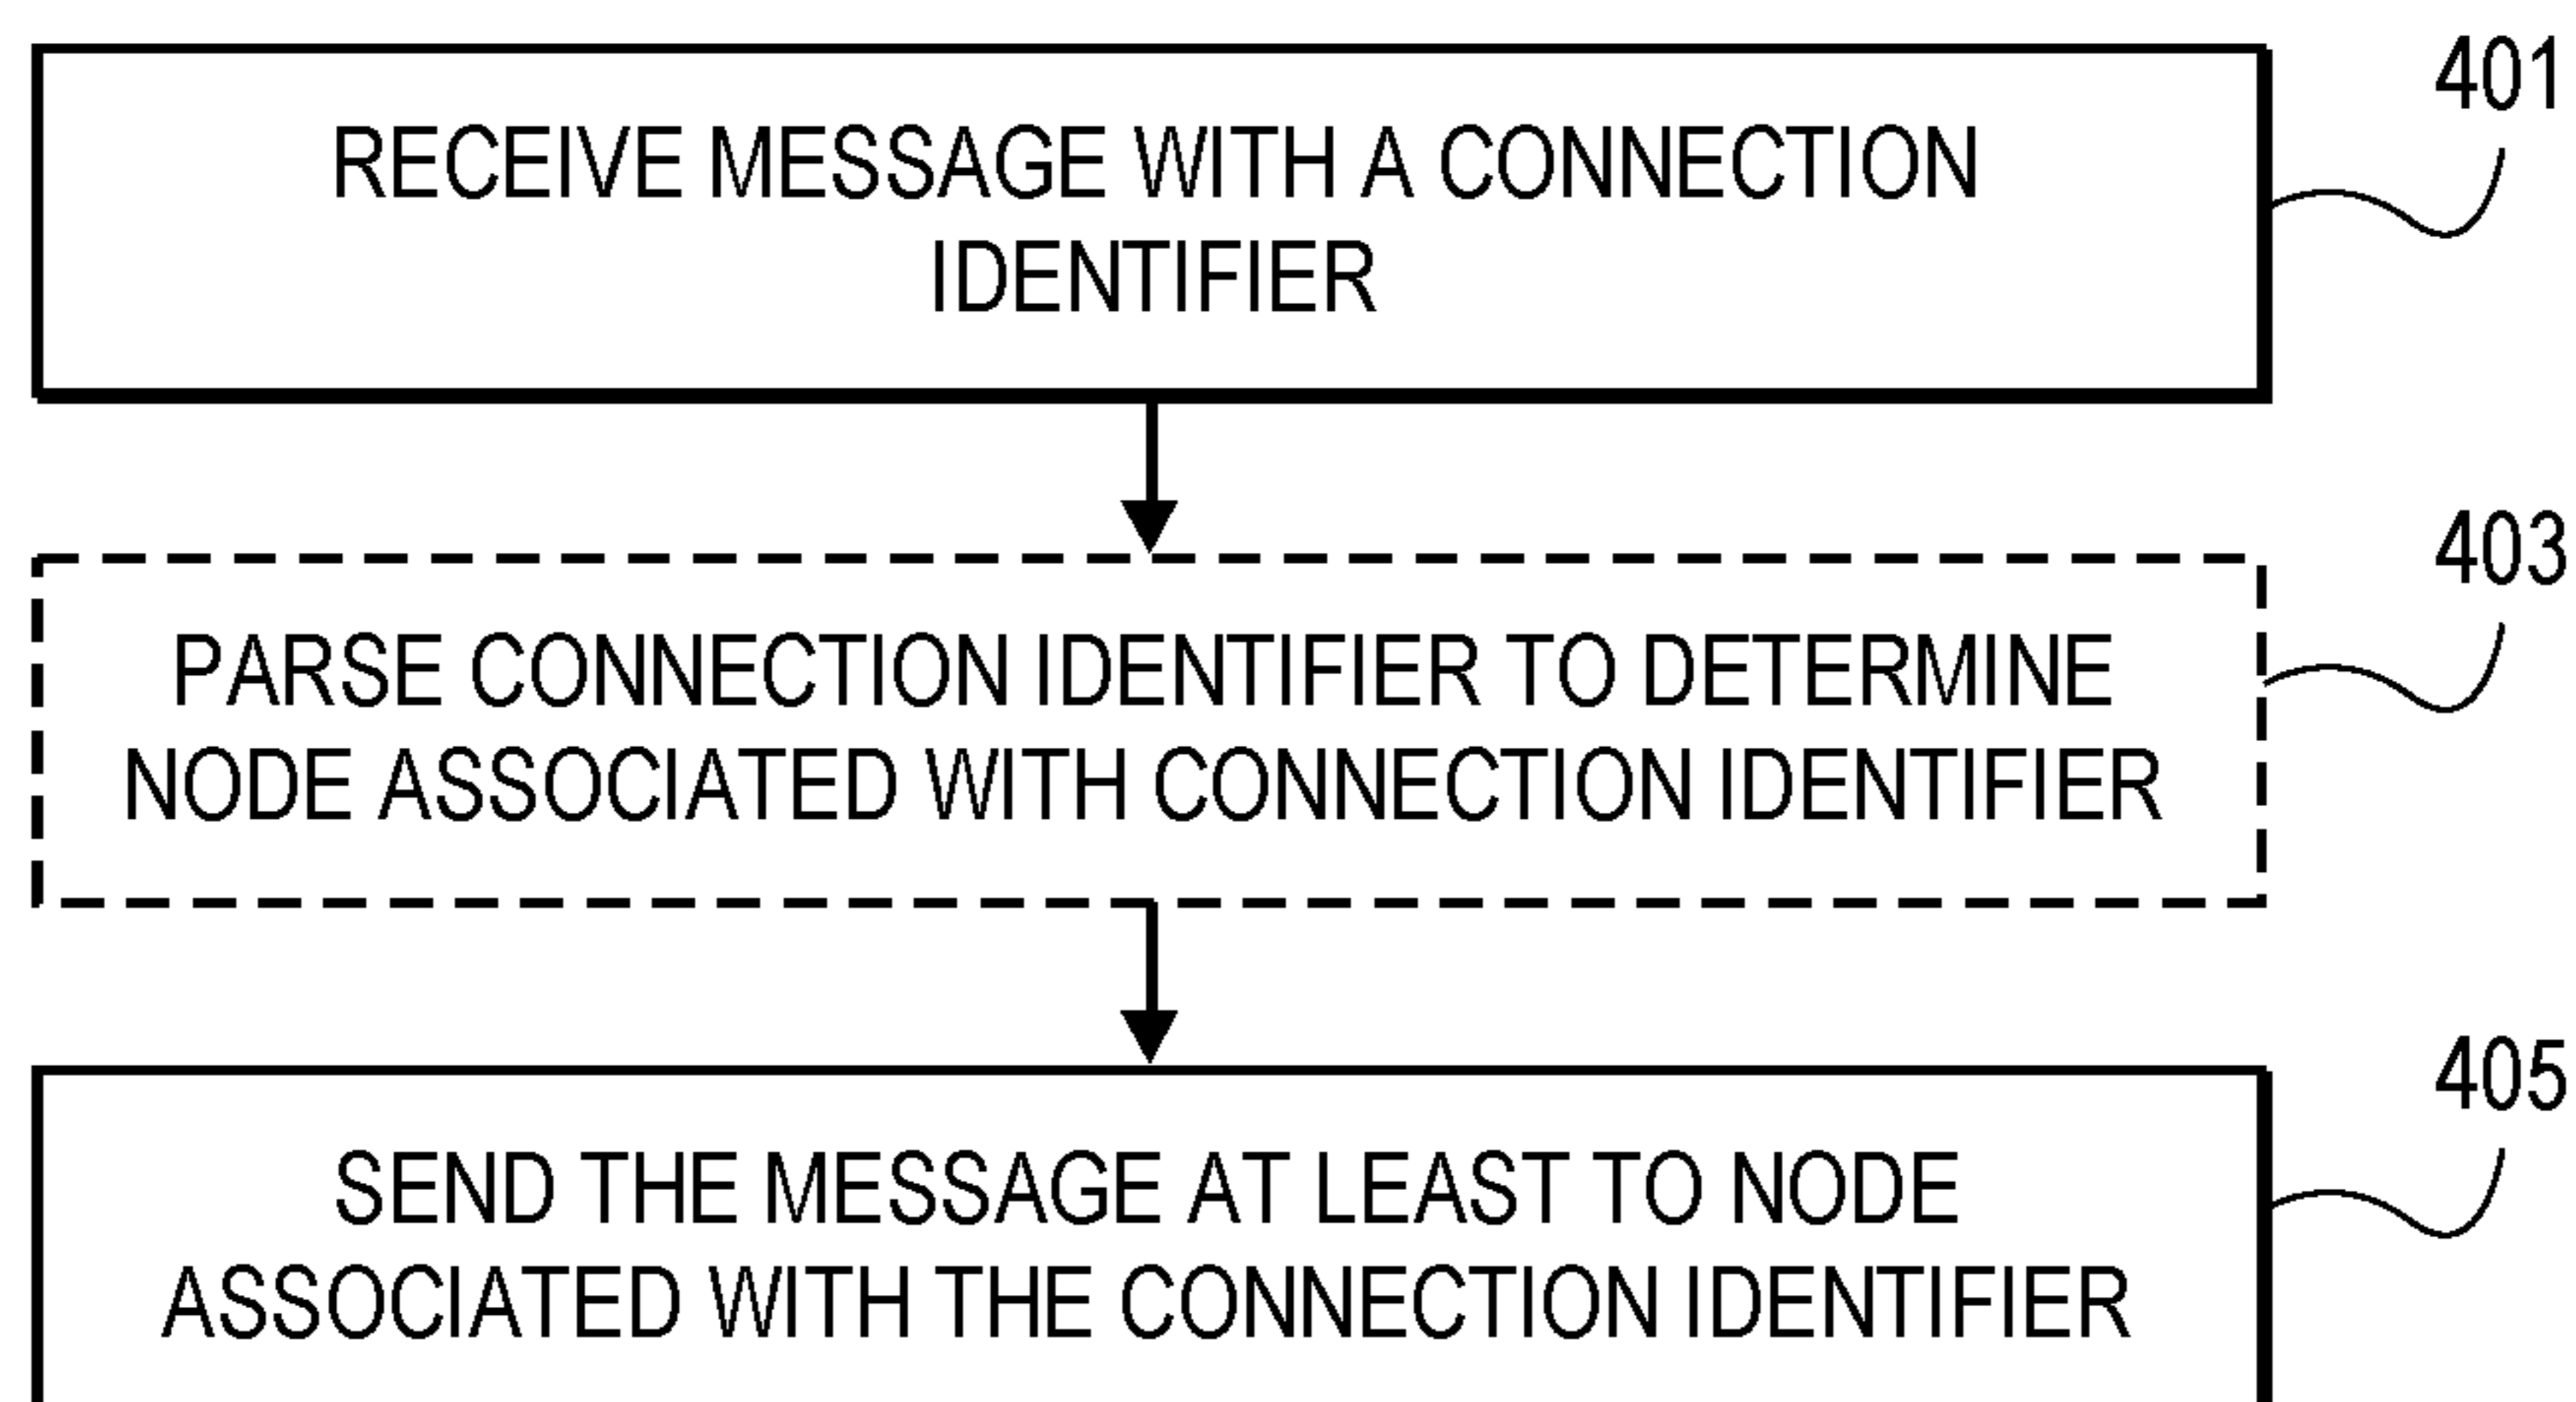 401
RECEIVE MESSAGE WITH A CONNECTION
IDENTIFIER
403
PARSE CONNECTION IDENTIFIER TO DETERMINE
NODE ASSOCIATED WITH CONNECTION IDENTIFIER
405
SEND THE MESSAGE AT LEAST TO NODE
ASSOCIATED WITH THE CONNECTION IDENTIFIER